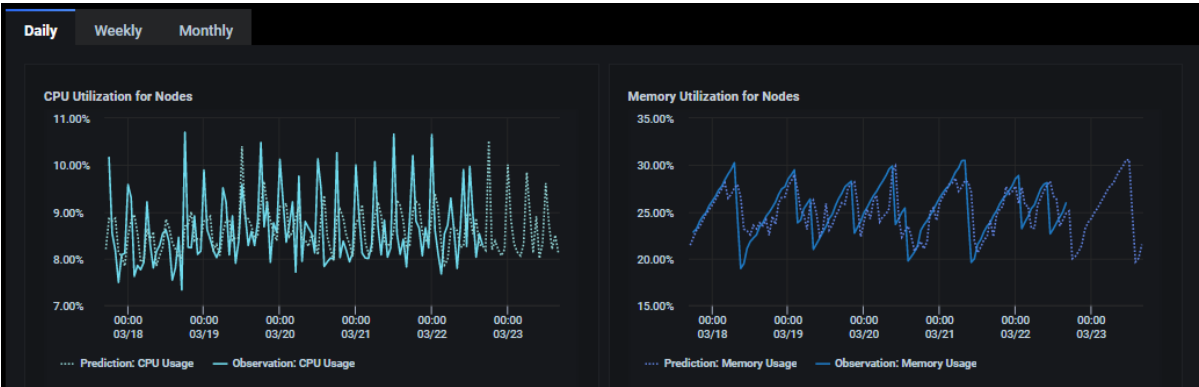 Daily Weekly Monthly
CPU Utilization for Nodes
11.00%
10.00%
9.00%
8.00%
7.00%
00:00 00:00 00:00 00:00 00:00 00:00
03/18 03/19 03/20 03/21 03/22 03/23
Prediction: CPU Usage Observation: CPU Usage
Memory Utilization for Nodes
35.00%
30.00%
25.00%
20.00%
15.00%
00:00 00:00 00:00 00:00 00:00 00:00
03/18 03/19 03/20 03/21 03/22 03/23
Prediction: Memory Usage Observation: Memory Usage